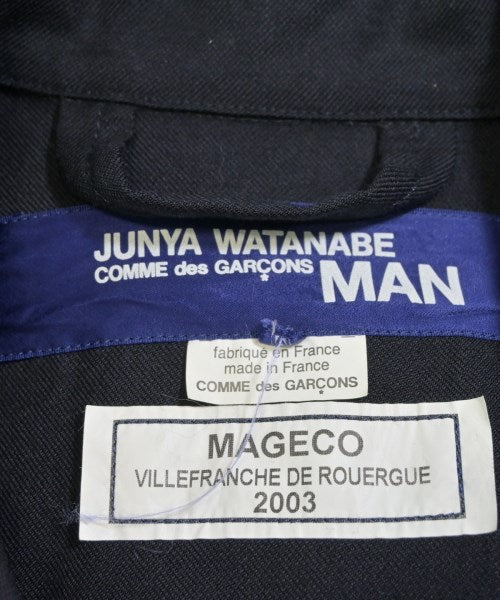 JUNYA WATANABE
COMME des GARÇONS
MAN
fabriqué en France
made in France
COMME des GARÇONS
MAGECO
VILLEFRANCHE DE ROUERGUE
2003